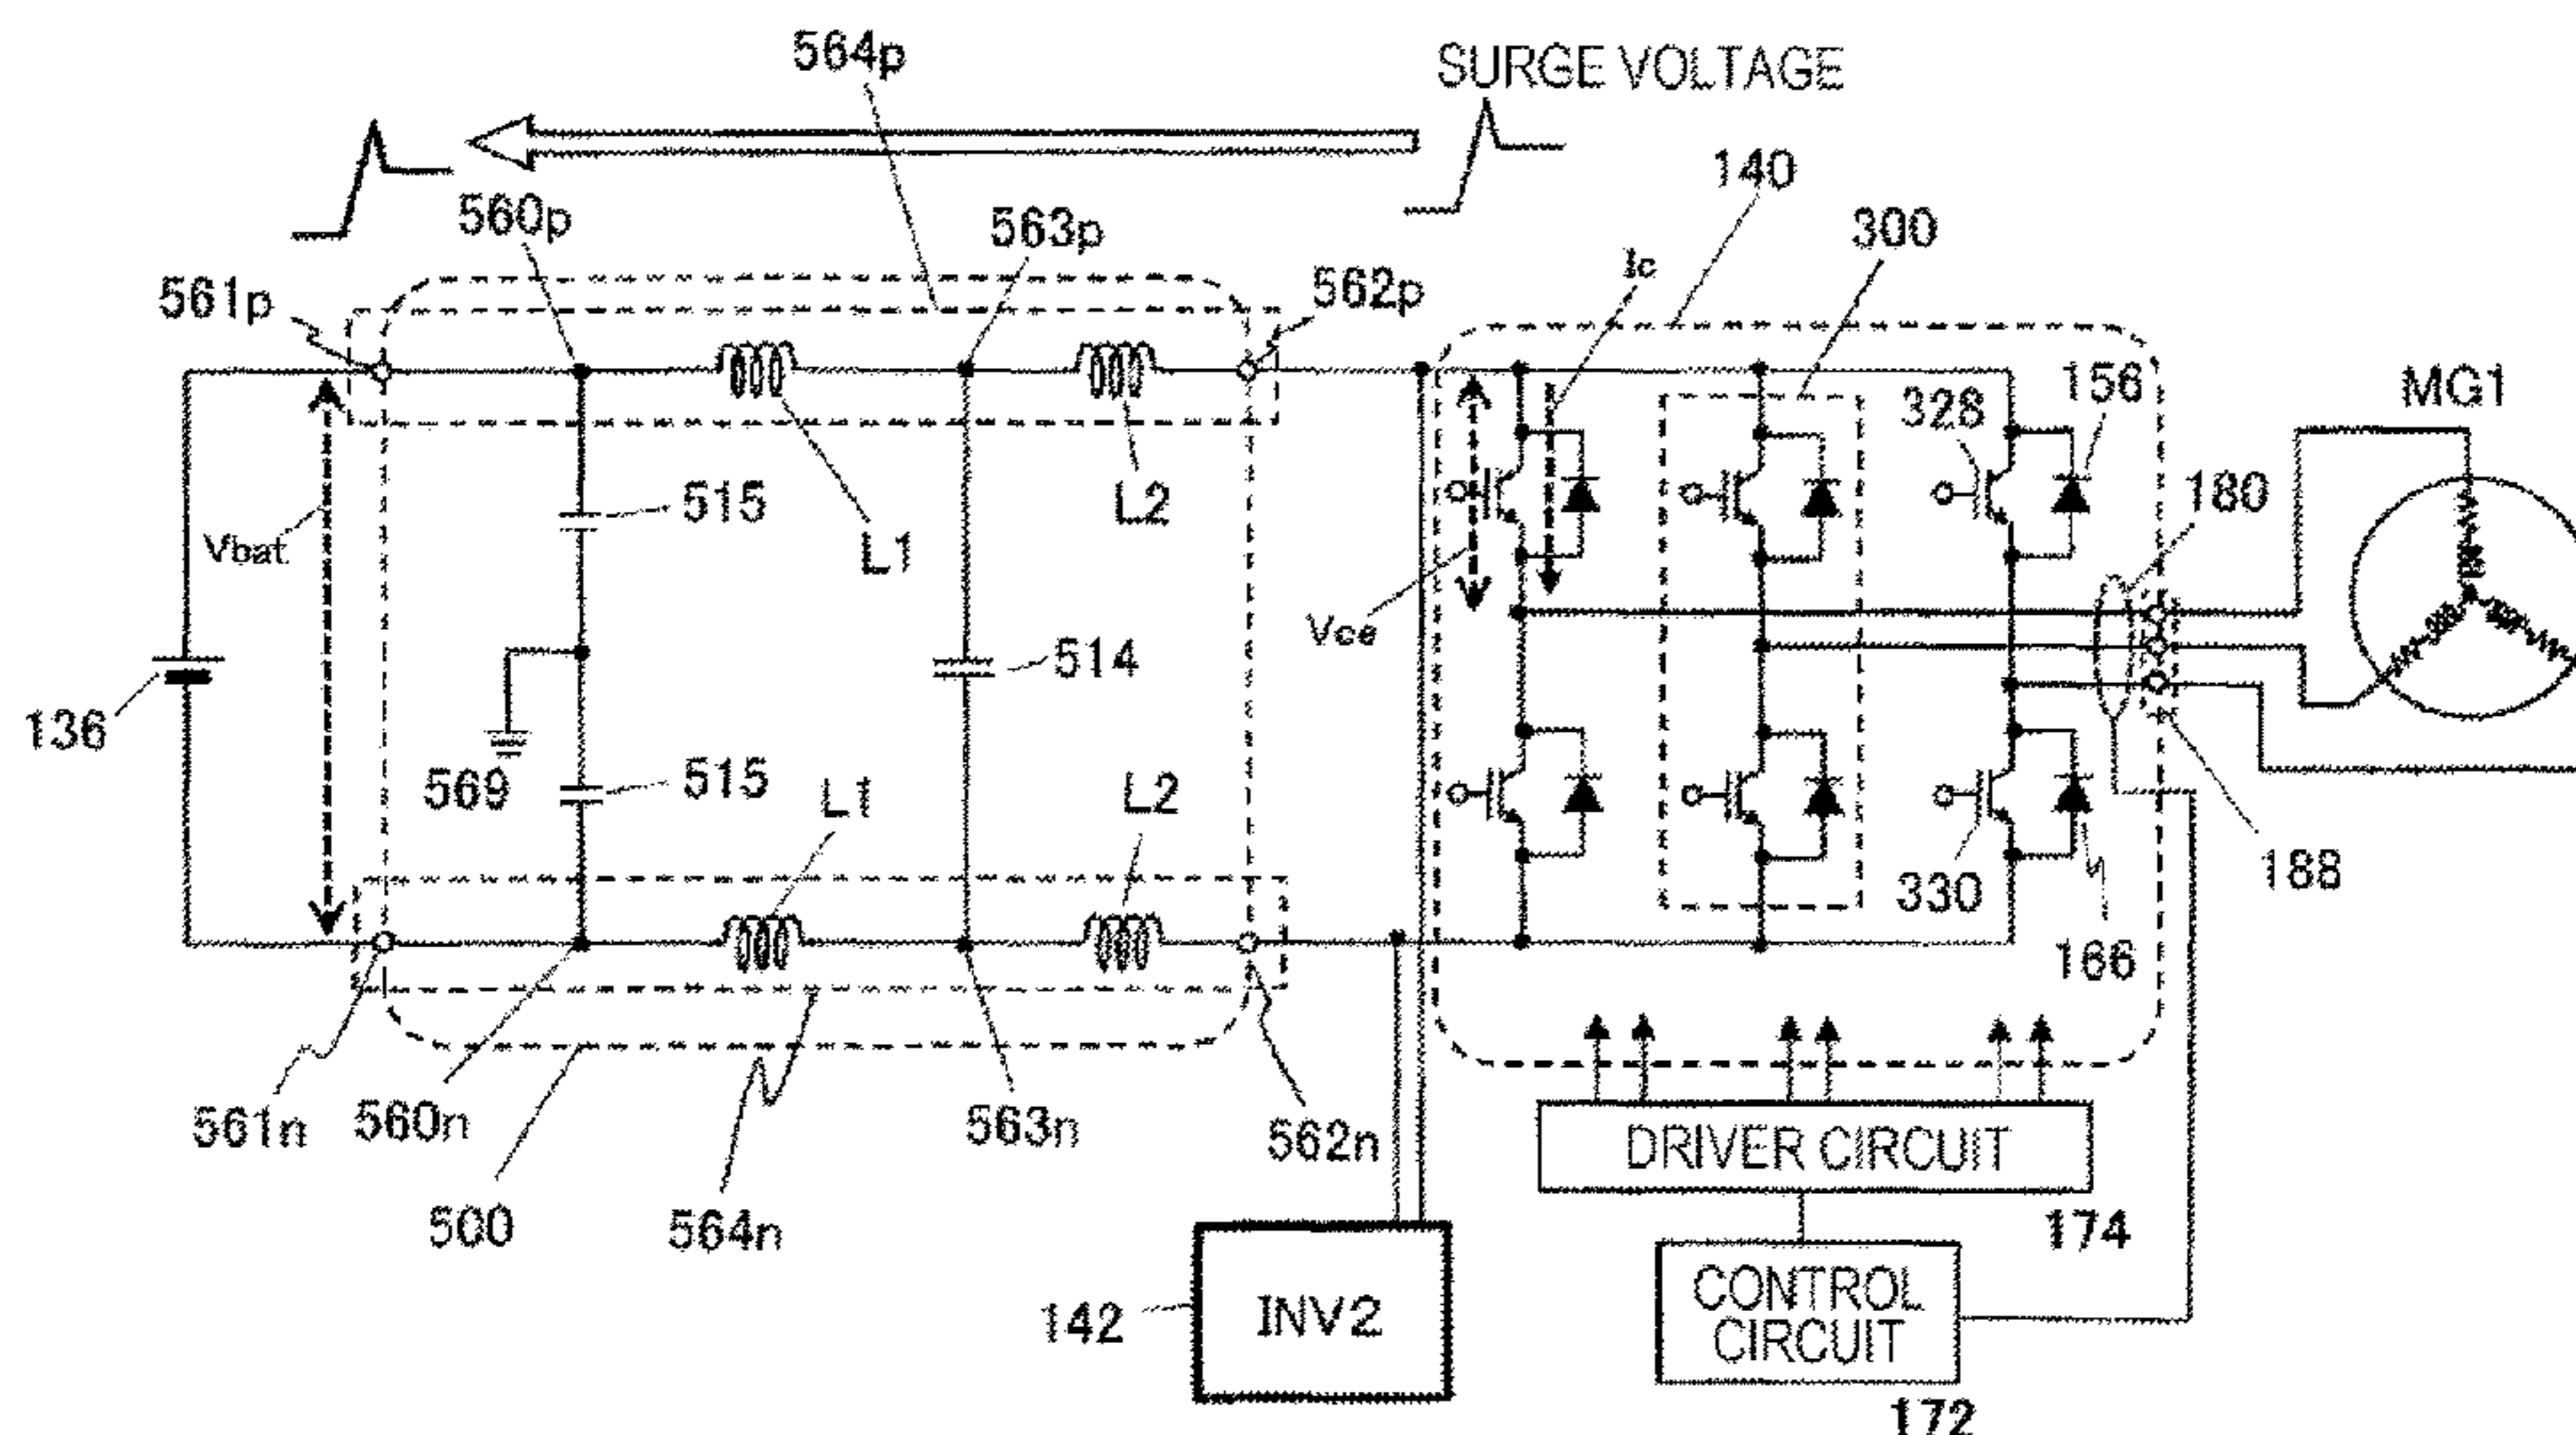 564p
SURGE VOLTAGE
140
560p
563p
300
Ic
561p
562p
328
156
MG1
180
515
L2
Vbat
L1
Vce
514
136
569
515
L1
L2
330
188
166
561n
560n
563n
562n
DRIVER CIRCUIT
500
564n
174
142
INV2
CONTROL
CIRCUIT
172